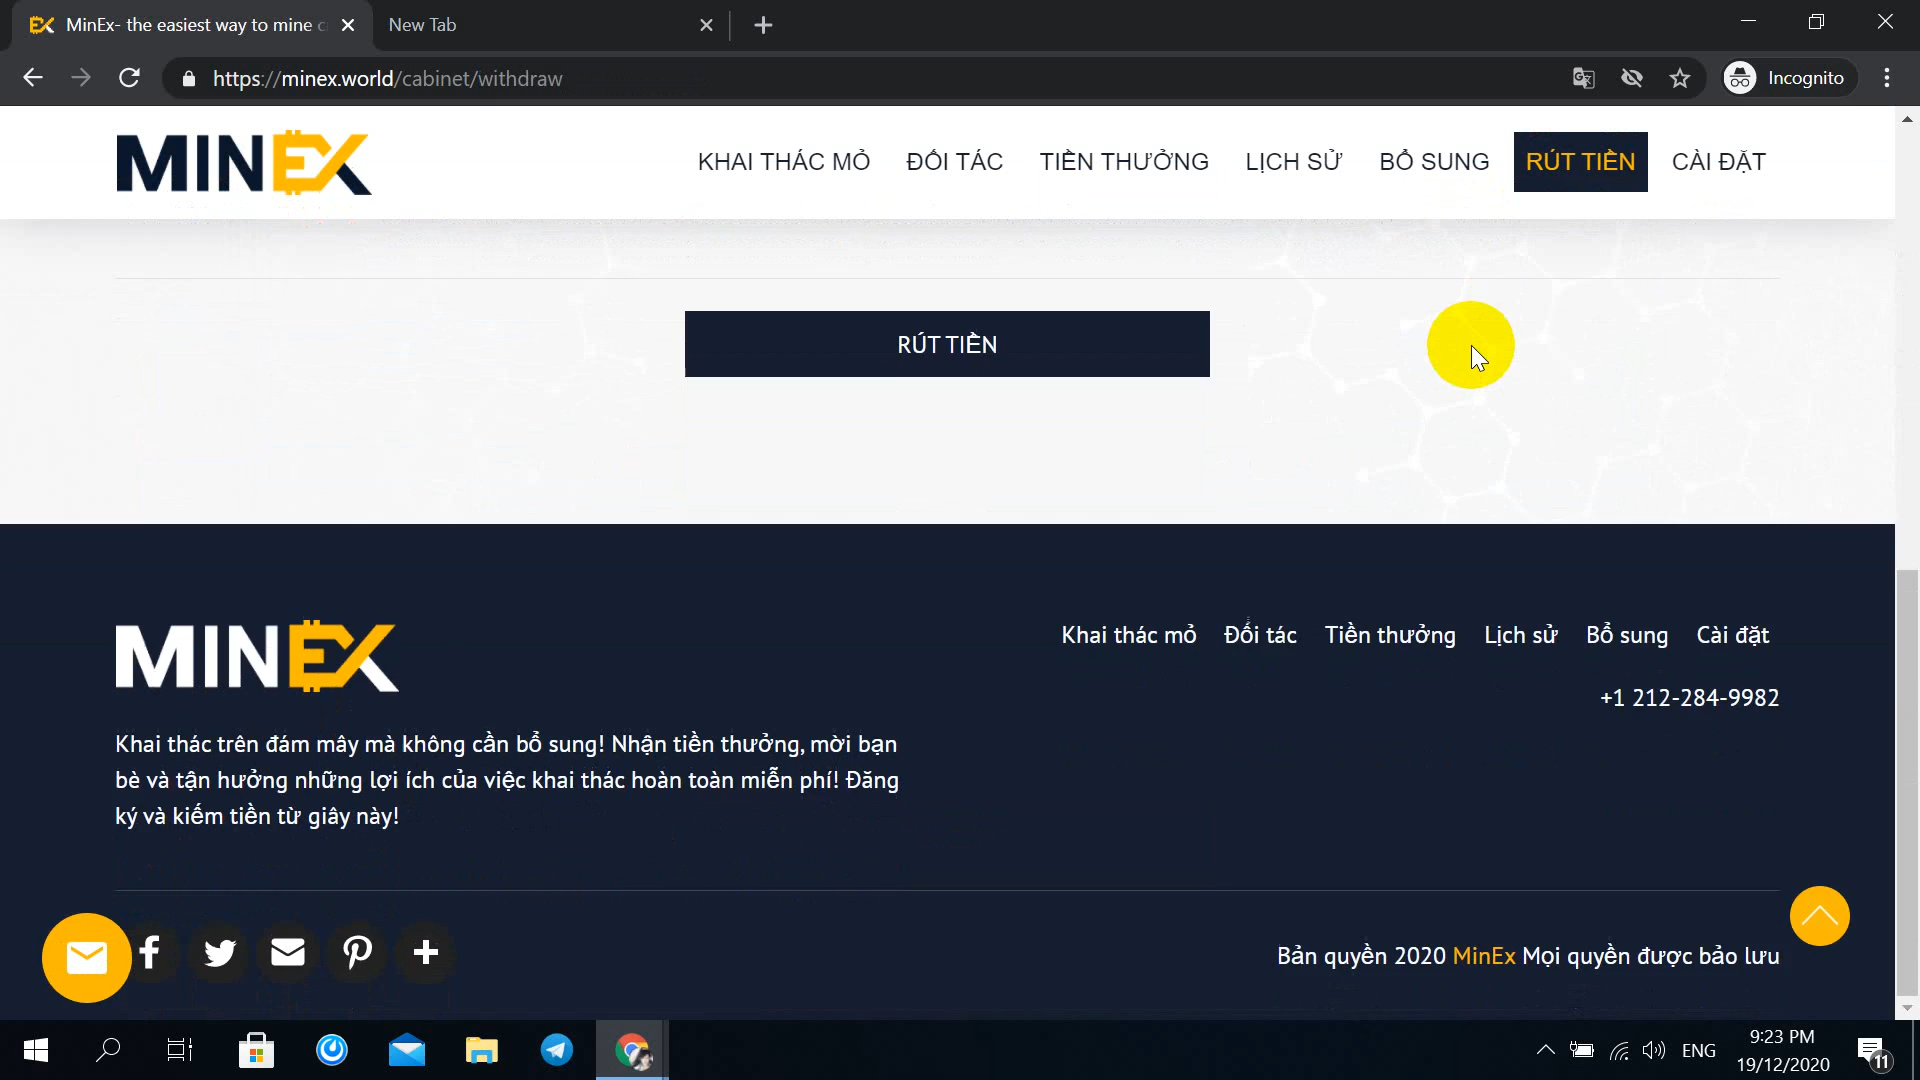 MinEx- the easiest way to mine c
New Tab
https://minex.world/cabinet/withdraw
Incognito
MINEX
KHAI THÁC MỎ ĐỐI TÁC TIỀN THƯỞNG LỊCH SỬ BỔ SUNG RÚT TIỀN CÀI ĐẶT
RÚT TIỀN
MINEX
Khai thác mỏ Đối tác Tiền thưởng Lịch sử Bổ sung Cài đặt
+1 212-284-9982
Khai thác trên đám mây mà không cần bổ sung! Nhận tiền thưởng, mời bạn
bè và tận hưởng những lợi ích của việc khai thác hoàn toàn miễn phí! Đăng
ký và kiếm tiền từ giây này!
Bản quyền 2020 MinEx Mọi quyền được bảo lưu
ENG
9:23 PM
19/12/2020
11